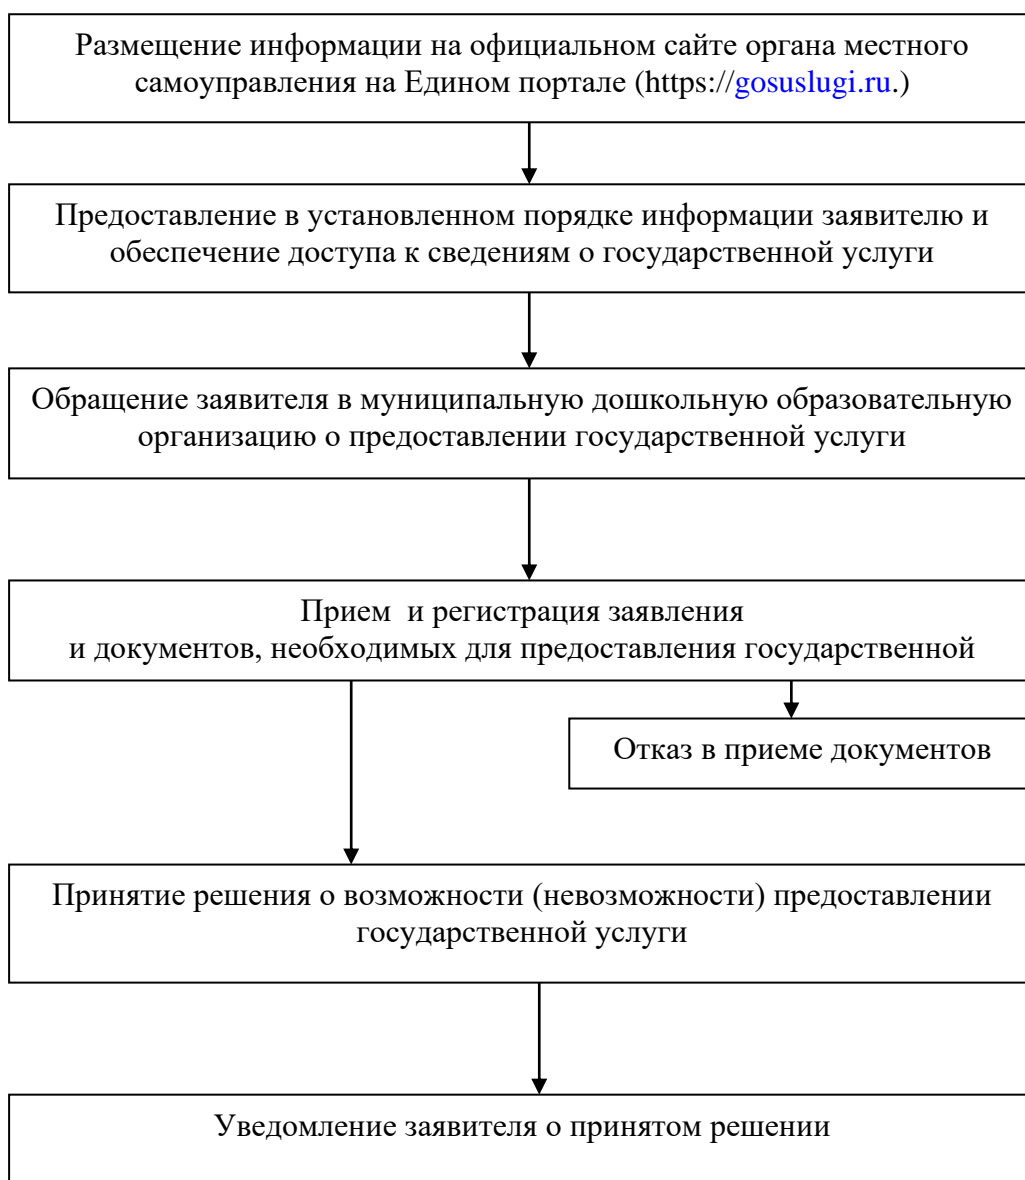 Размещение информации на официальном сайте органа местного
самоуправления на Едином портале (https://gosuslugi.ru.)
Предоставление в установленном порядке информации заявителю и
обеспечение доступа к сведениям о государственной услуги
Обращение заявителя в муниципальную дошкольную образовательную
организацию о предоставлении государственной услуги
Прием  и регистрация заявления
и документов, необходимых для предоставления государственной
Отказ в приеме документов
Принятие решения о возможности (невозможности) предоставлении
государственной услуги
Уведомление заявителя о принятом решении